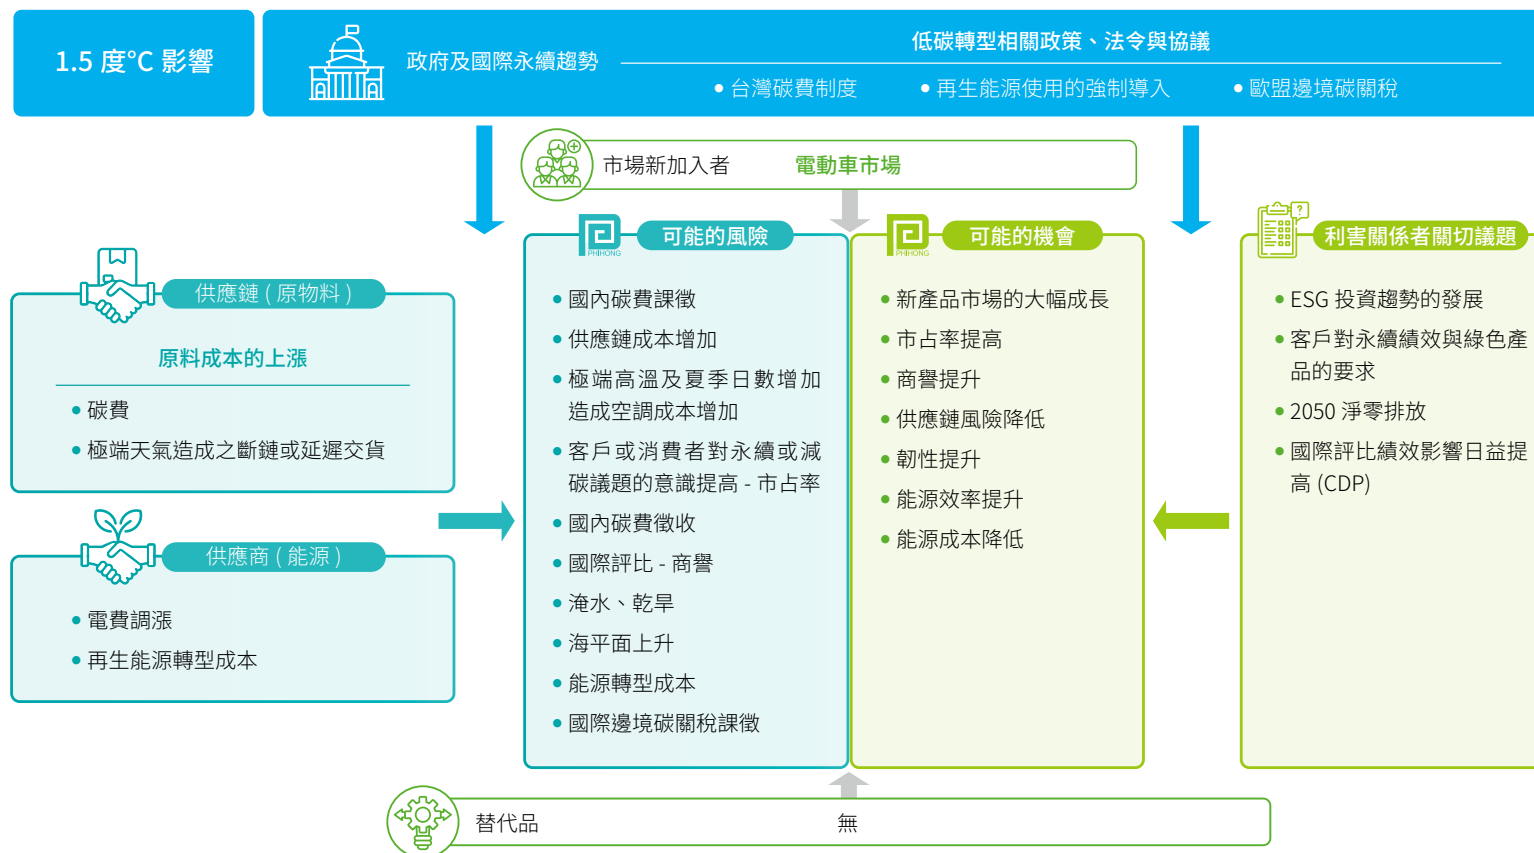 1.5 度°C 影響
政府及國際永續趨勢
低碳轉型相關政策、法令與協議
• 台灣碳費制度
• 再生能源使用的強制導入
• 歐盟邊境碳關稅
市場新加入者
電動車市場
供應鏈 ( 原物料 )
原料成本的上漲
• 碳費
• 極端天氣造成之斷鏈或延遲交貨
供應商 ( 能源 )
• 電費調漲
• 再生能源轉型成本
PHIHONG
可能的風險
• 國內碳費課徵
• 供應鏈成本增加
• 極端高溫及夏季日數增加
造成空調成本增加
• 客戶或消費者對永續或減
碳議題的意識提高 - 市占率
• 國內碳費徵收
• 國際評比 - 商譽
• 淹水、乾旱
• 海平面上升
• 能源轉型成本
• 國際邊境碳關稅課徵
PHIHONG
可能的機會
• 新產品市場的大幅成長
• 市占率提高
• 商譽提升
• 供應鏈風險降低
• 韌性提升
• 能源效率提升
• 能源成本降低
?
利害關係者關切議題
• ESG 投資趨勢的發展
• 客戶對永續績效與綠色產
品的要求
• 2050 淨零排放
• 國際評比績效影響日益提
高 (CDP)
替代品
無